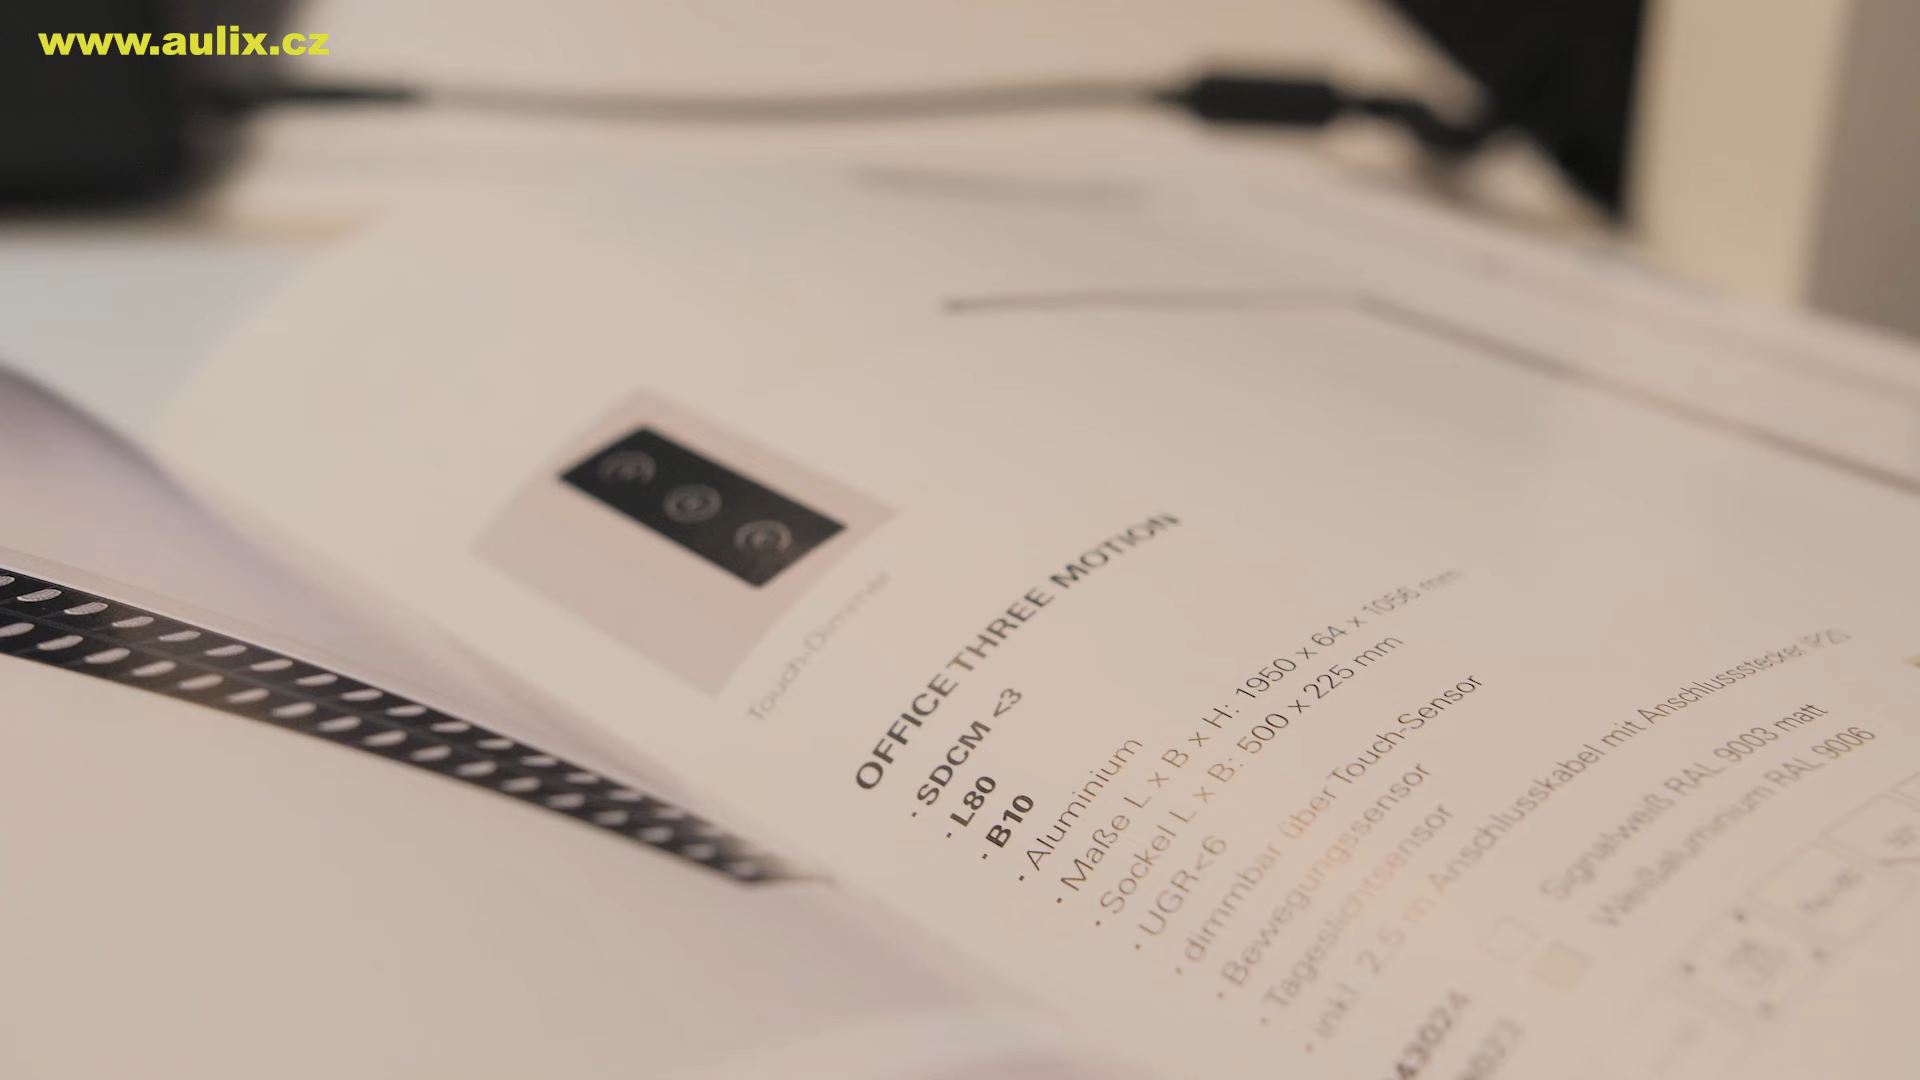 www.aulix.cz
Touch-Dimmer
OFFICE THREE MOTION
· SDCM <3
· L80
· B10
· Aluminium
· Maße L x B x H: 1950 x 64 x 1056 mm
· Sockel L x B: 500 x 225 mm
· UGR<6
· dimmbar über Touch-Sensor
· Bewegungssensor
· Tageslichtsensor
· inkl. 2,5 m Anschlusskabel mit Anschlussstecker IP20
Signalweiß RAL 9003 matt
Weißaluminium RAL 9006